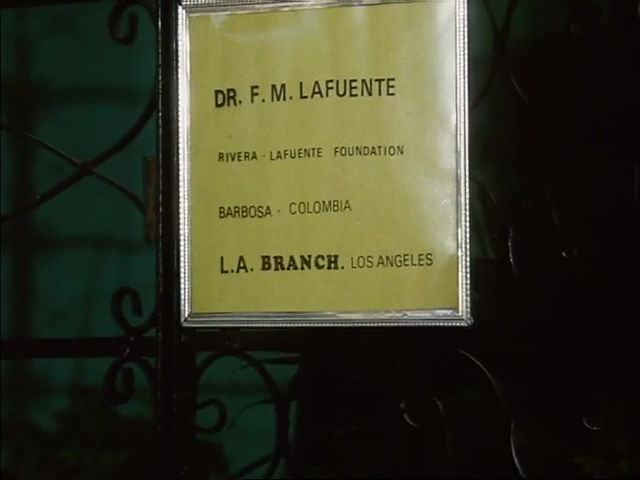 DR. F. M. LAFUENTE
RIVERA - LAFUENTE FOUNDATION
BARBOSA - COLOMBIA
L.A. BRANCH. LOS ANGELES